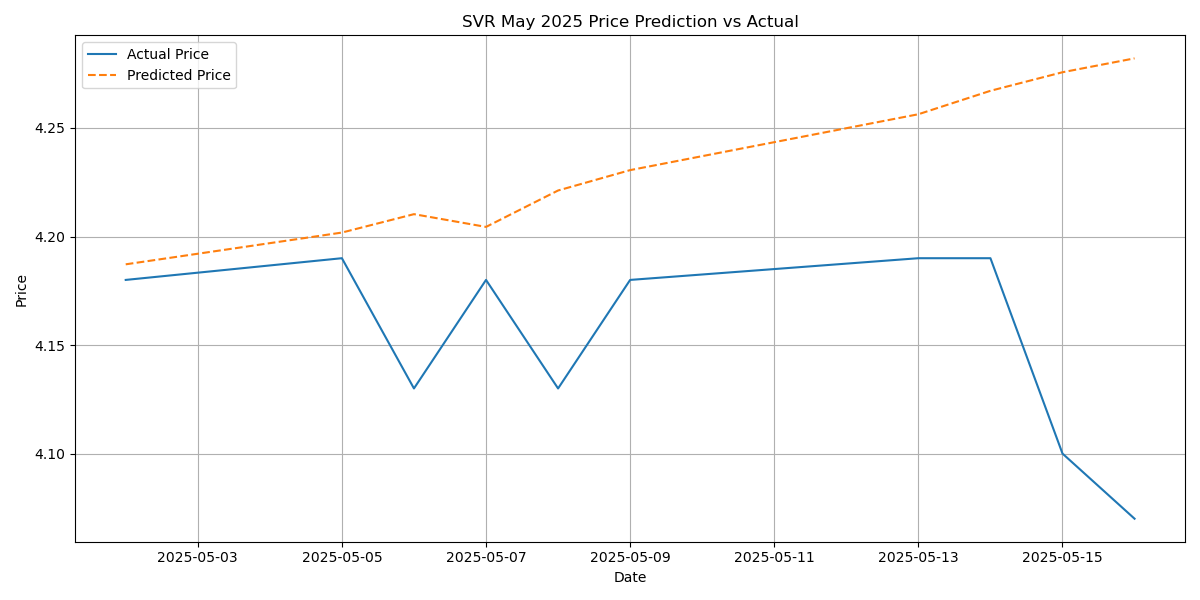 SVR May 2025 Price Prediction vs Actual
Actual Price
Predicted Price
4.25
4.20
4.15
4.10
Price
2025-05-03
2025-05-05
2025-05-07
2025-05-09
2025-05-11
2025-05-13
2025-05-15
Date